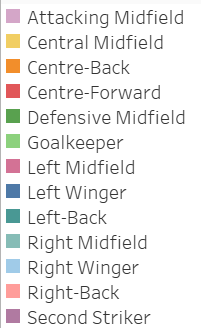 Attacking Midfield
Central Midfield
Centre-Back
Centre-Forward
Defensive Midfield
Goalkeeper
Left Midfield
Left Winger
Left-Back
Right Midfield
Right Winger
Right-Back
Second Striker